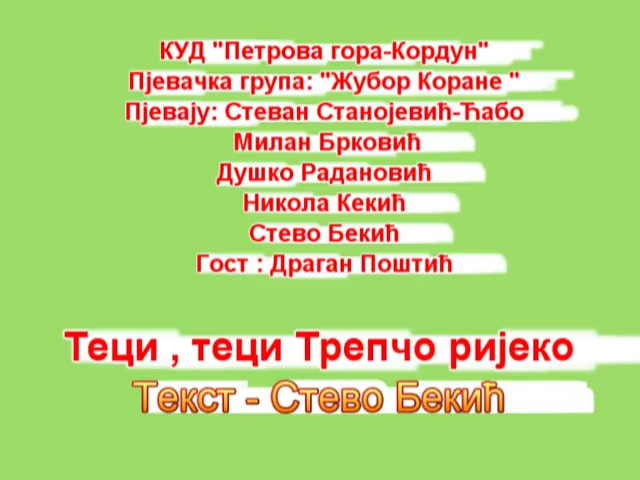 КУД "Петрова гора-Кордун"
Пјевачка група: "Жубор Коране "
Пјевају: Стеван Станојевић-Ћабо
Милан Брковић
Душко Радановић
Никола Кекић
Стево Бекић
Гост : Драган Поштић
Теци , теци Трепчо ријеко
Текст - Стево Бекић